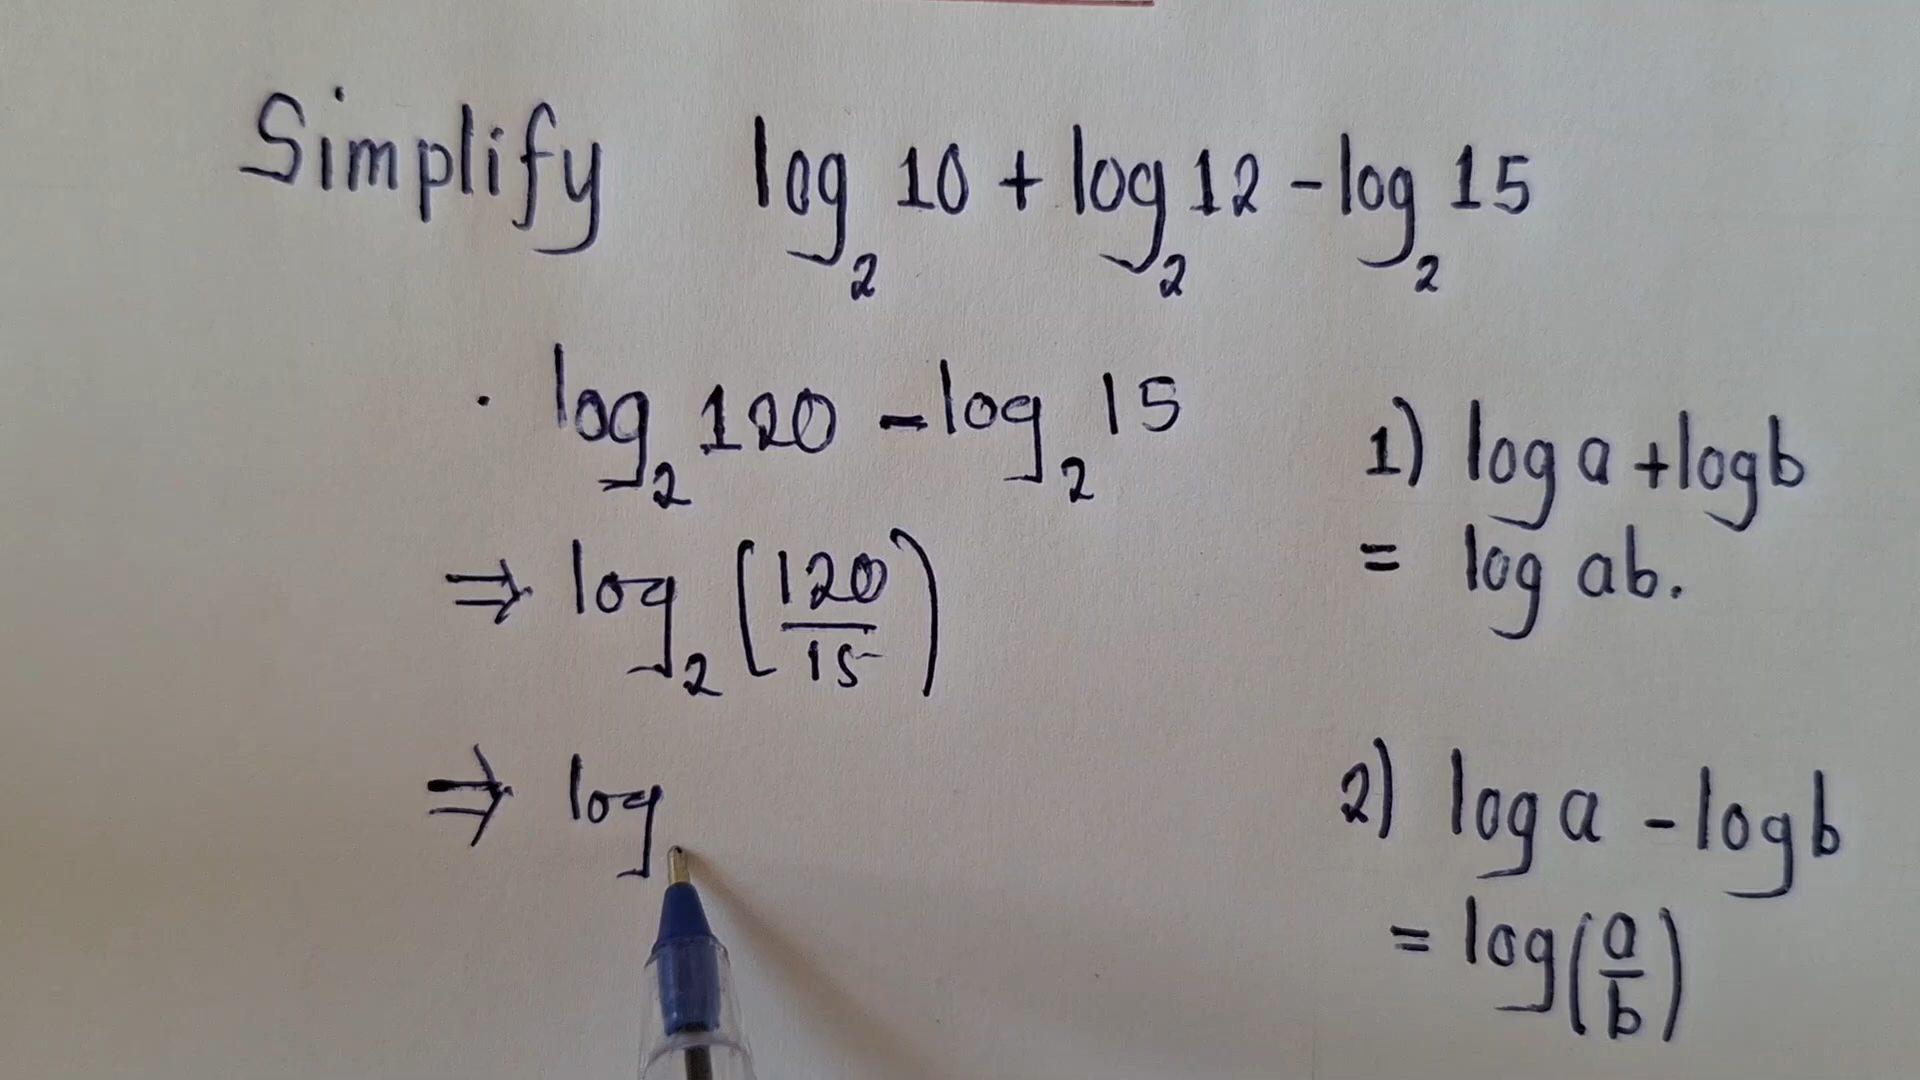 Simplify log₂ 10 + log₂ 12 - log₂ 15
· log₂ 120 - log₂ 15
⇒ log₂ (120/15)
⇒ log
1) log a + log b
= log ab.
2) log a - log b
= log(a/b)